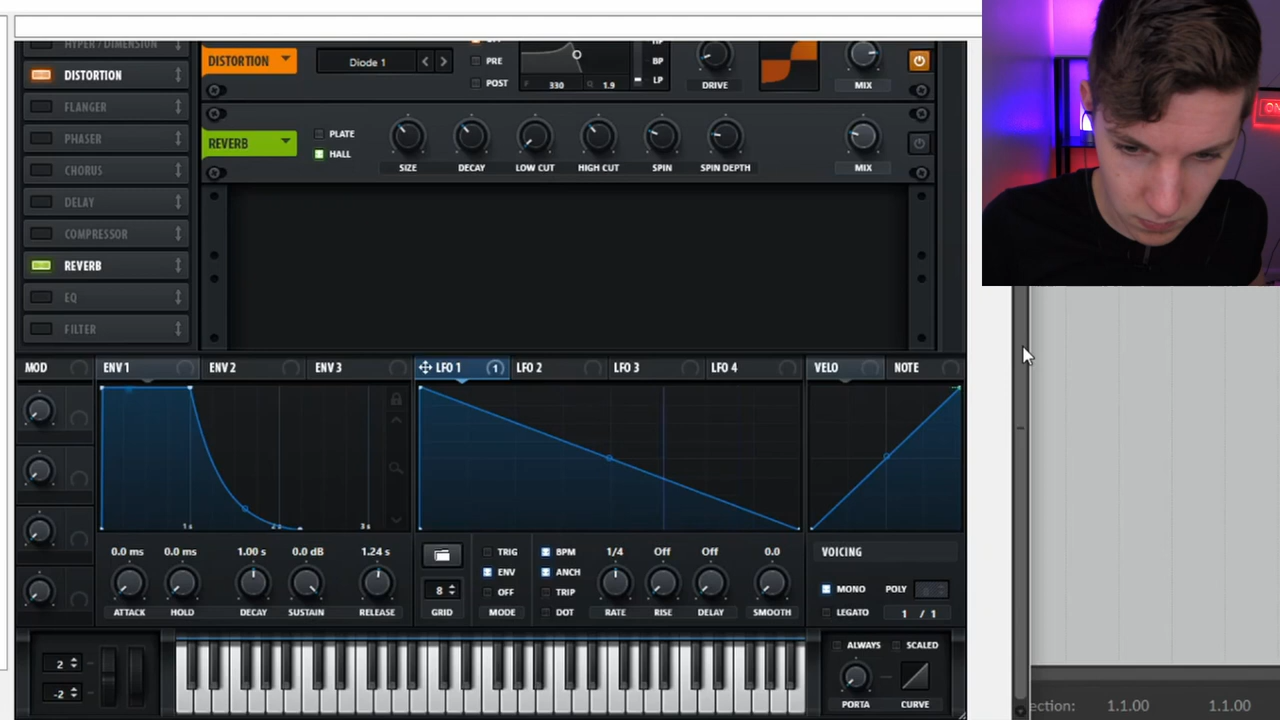 HYPER / DIMENSION
DISTORTION
FLANGER
PHASER
CHORUS
DELAY
COMPRESSOR
REVERB
EQ
FILTER
DISTORTION
Diode 1
PRE
POST
F 330 Q 1.9
BP
LP
DRIVE
MIX
REVERB
PLATE
HALL
SIZE
DECAY
LOW CUT
HIGH CUT
SPIN
SPIN DEPTH
MIX
MOD
ENV 1
ENV 2
ENV 3
LFO 1
1
LFO 2
LFO 3
LFO 4
VELO
NOTE
1s
3s
0.0 ms
0.0 ms
1.00 s
0.0 dB
1.24 s
ATTACK
HOLD
DECAY
SUSTAIN
RELEASE
8
GRID
TRIG
ENV
OFF
MODE
BPM
ANCH
TRIP
DOT
1/4
Off
Off
0.0
RATE
RISE
DELAY
SMOOTH
VOICING
MONO
POLY
LEGATO
1 / 1
2
-2
ALWAYS
SCALED
PORTA
CURVE
ection:
1.1.00
1.1.00